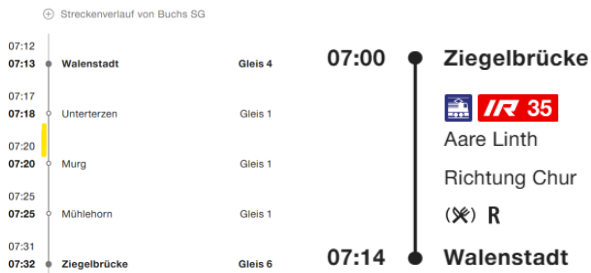 Streckenverlauf von Buchs SG
07:12
07:13 Walenstadt Gleis 4
07:17
07:18 Unterterzen Gleis 1
07:20
07:20 Murg Gleis 1
07:25
07:25 Mühlehorn Gleis 1
07:31
07:32 Ziegelbrücke Gleis 6
07:00 Ziegelbrücke
IR 35
Aare Linth
Richtung Chur
R
07:14 Walenstadt